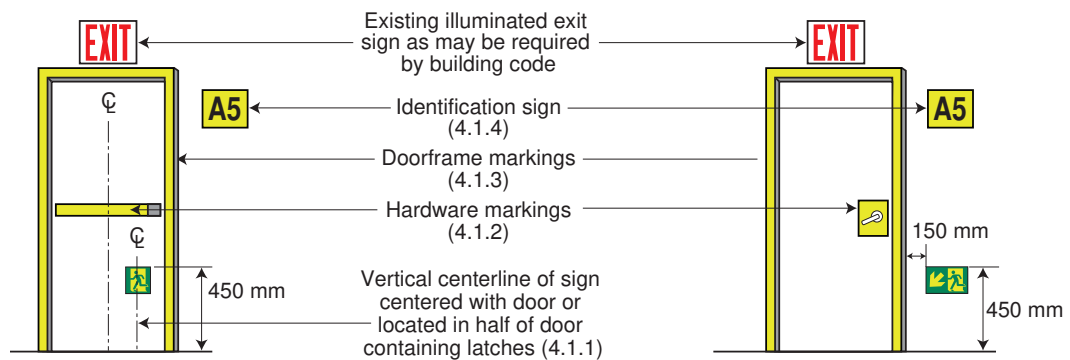 EXIT
Existing illuminated exit
sign as may be required
by building code
EXIT
℄
A5
Identification sign
(4.1.4)
A5
Doorframe markings
(4.1.3)
Hardware markings
(4.1.2)
℄
150 mm
450 mm
Vertical centerline of sign
centered with door or
located in half of door
containing latches (4.1.1)
450 mm